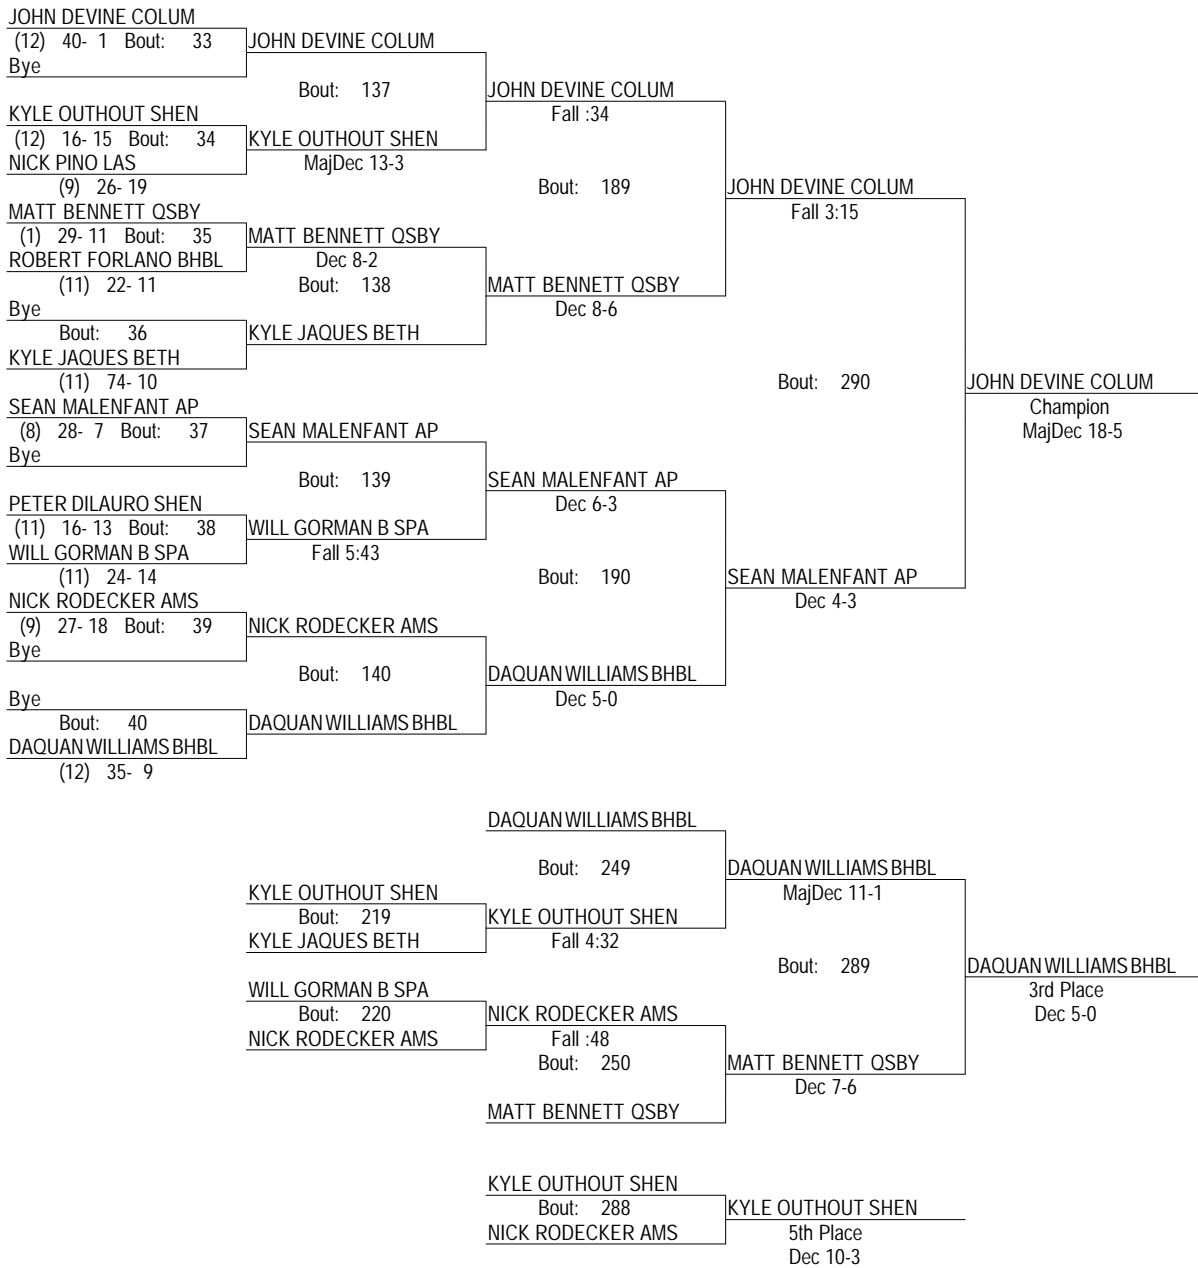 JOHN DEVINE COLUM
(12) 40- 1 Bout: 33 JOHN DEVINE COLUM
Bye
Bout: 137 JOHN DEVINE COLUM
KYLE OUTHOUT SHEN Fall :34
(12) 16- 15 Bout: 34 KYLE OUTHOUT SHEN
NICK PINO LAS MajDec 13-3
(9) 26- 19 Bout: 189 JOHN DEVINE COLUM
MATT BENNETT QSBY Fall 3:15
(1) 29- 11 Bout: 35 MATT BENNETT QSBY
ROBERT FORLANO BHBL Dec 8-2
(11) 22- 11 Bout: 138 MATT BENNETT QSBY
Bye Dec 8-6
Bout: 36 KYLE JAQUES BETH
KYLE JAQUES BETH
(11) 74- 10 Bout: 290 JOHN DEVINE COLUM
SEAN MALENFANT AP Champion
(8) 28- 7 Bout: 37 SEAN MALENFANT AP MajDec 18-5
Bye
Bout: 139 SEAN MALENFANT AP
PETER DILAURO SHEN Dec 6-3
(11) 16- 13 Bout: 38 WILL GORMAN B SPA
WILL GORMAN B SPA Fall 5:43
(11) 24- 14 Bout: 190 SEAN MALENFANT AP
NICK RODECKER AMS Dec 4-3
(9) 27- 18 Bout: 39 NICK RODECKER AMS
Bye
Bout: 140 DAQUAN WILLIAMS BHBL
Bye Dec 5-0
Bout: 40 DAQUAN WILLIAMS BHBL
DAQUAN WILLIAMS BHBL
(12) 35- 9
DAQUAN WILLIAMS BHBL
Bout: 249 DAQUAN WILLIAMS BHBL
KYLE OUTHOUT SHEN MajDec 11-1
Bout: 219 KYLE OUTHOUT SHEN
KYLE JAQUES BETH Fall 4:32
Bout: 289 DAQUAN WILLIAMS BHBL
WILL GORMAN B SPA 3rd Place
Bout: 220 NICK RODECKER AMS Dec 5-0
NICK RODECKER AMS Fall :48
Bout: 250 MATT BENNETT QSBY
Dec 7-6
MATT BENNETT QSBY
KYLE OUTHOUT SHEN
Bout: 288 KYLE OUTHOUT SHEN
NICK RODECKER AMS 5th Place
Dec 10-3